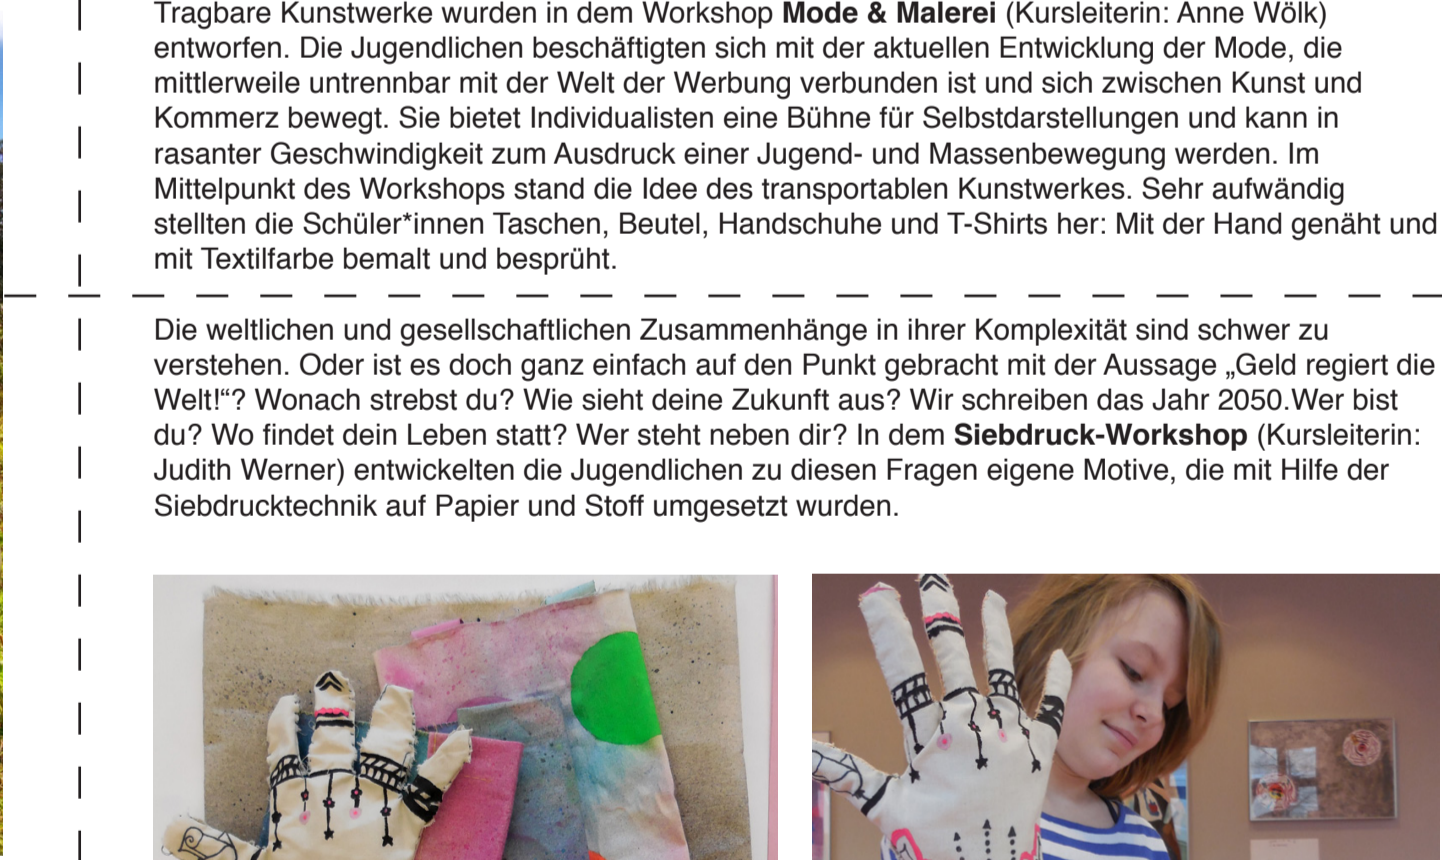 Tragbare Kunstwerke wurden in dem Workshop Mode & Malerei (Kursleiterin: Anne Wölk)
entworfen. Die Jugendlichen beschäftigten sich mit der aktuellen Entwicklung der Mode, die
mittlerweile untrennbar mit der Welt der Werbung verbunden ist und sich zwischen Kunst und
Kommerz bewegt. Sie bietet Individualisten eine Bühne für Selbstdarstellungen und kann in
rasanter Geschwindigkeit zum Ausdruck einer Jugend- und Massenbewegung werden. Im
Mittelpunkt des Workshops stand die Idee des transportablen Kunstwerkes. Sehr aufwändig
stellten die Schüler*innen Taschen, Beutel, Handschuhe und T-Shirts her: Mit der Hand genäht und
mit Textilfarbe bemalt und besprüht.
Die weltlichen und gesellschaftlichen Zusammenhänge in ihrer Komplexität sind schwer zu
verstehen. Oder ist es doch ganz einfach auf den Punkt gebracht mit der Aussage „Geld regiert die
Welt!“? Wonach strebst du? Wie sieht deine Zukunft aus? Wir schreiben das Jahr 2050.Wer bist
du? Wo findet dein Leben statt? Wer steht neben dir? In dem Siebdruck-Workshop (Kursleiterin:
Judith Werner) entwickelten die Jugendlichen zu diesen Fragen eigene Motive, die mit Hilfe der
Siebdrucktechnik auf Papier und Stoff umgesetzt wurden.